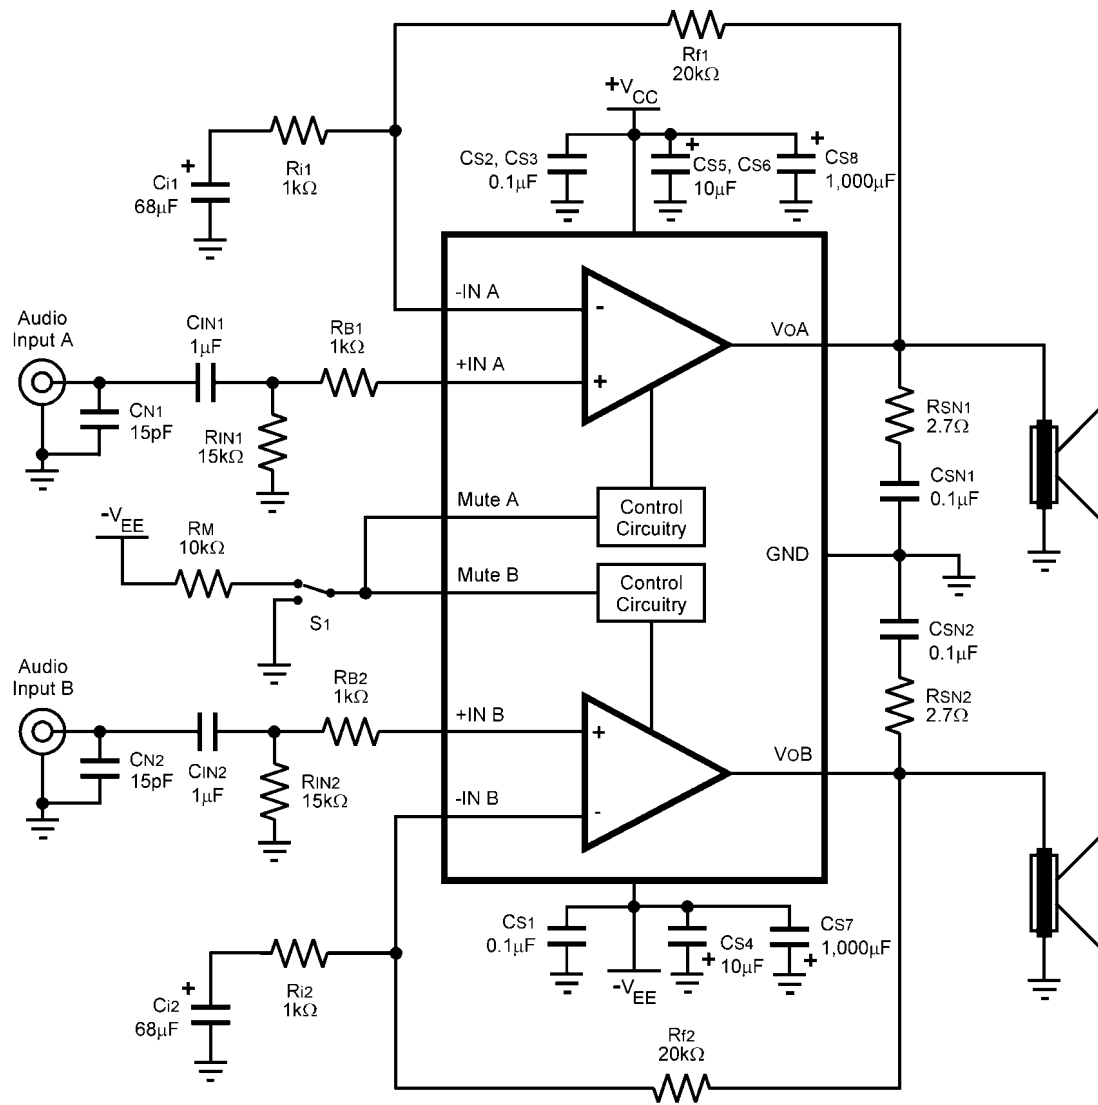 Rf1
20kΩ
+VCC
Ri1
1kΩ
Ci1
68µF
CS2, CS3
0.1µF
CS5, CS6
10µF
CS8
1,000µF
-IN A
-
VOA
Audio
Input A
CIN1
1µF
RB1
1kΩ
+IN A
+
CN1
15pF
RIN1
15kΩ
RSN1
2.7Ω
CSN1
0.1µF
Mute A
Control
Circuitry
-VEE
RM
10kΩ
GND
Mute B
Control
Circuitry
S1
CSN2
0.1µF
RSN2
2.7Ω
Audio
Input B
RB2
1kΩ
+IN B
+
VOB
CN2
15pF
CIN2
1µF
RIN2
15kΩ
-IN B
-
CS1
0.1µF
CS4
10µF
CS7
1,000µF
-VEE
Ri2
1kΩ
Ci2
68µF
Rf2
20kΩ